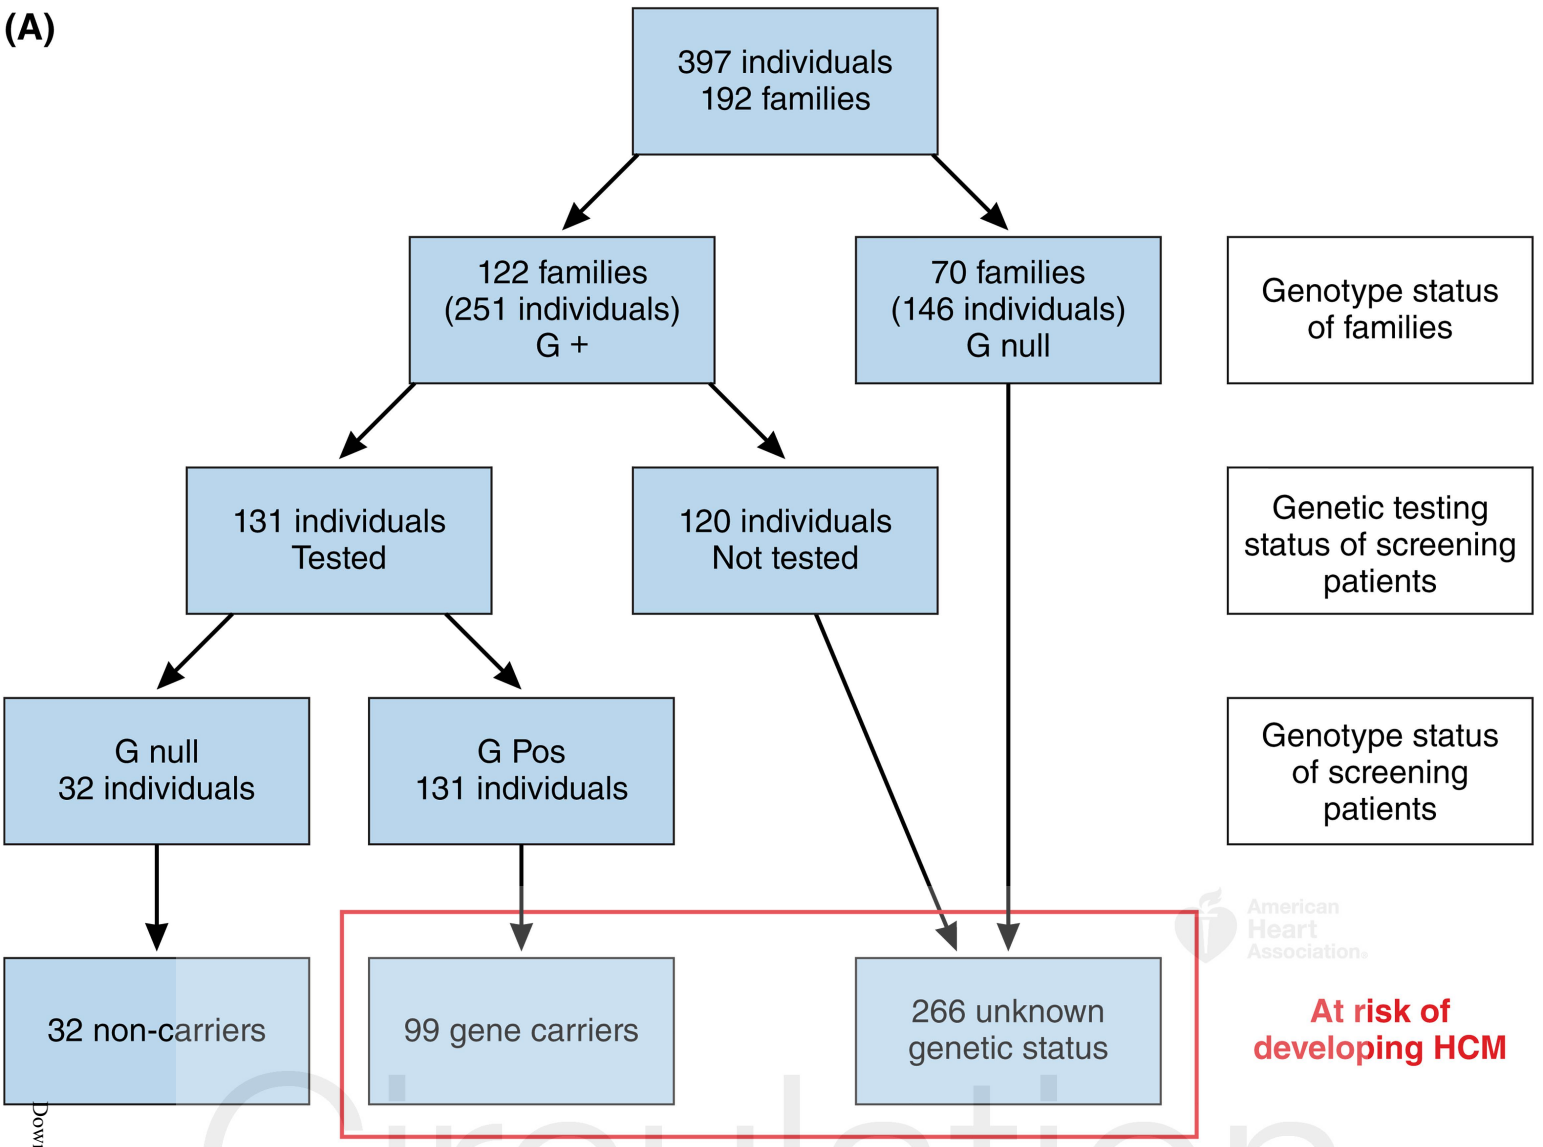 (A)
397 individuals
192 families
122 families
(251 individuals)
G +
70 families
(146 individuals)
G null
Genotype status
of families
131 individuals
Tested
120 individuals
Not tested
Genetic testing
status of screening
patients
G null
32 individuals
G Pos
131 individuals
Genotype status
of screening
patients
American
Heart
Association®
32 non-carriers
99 gene carriers
266 unknown
genetic status
At risk of
developing HCM
Circulation